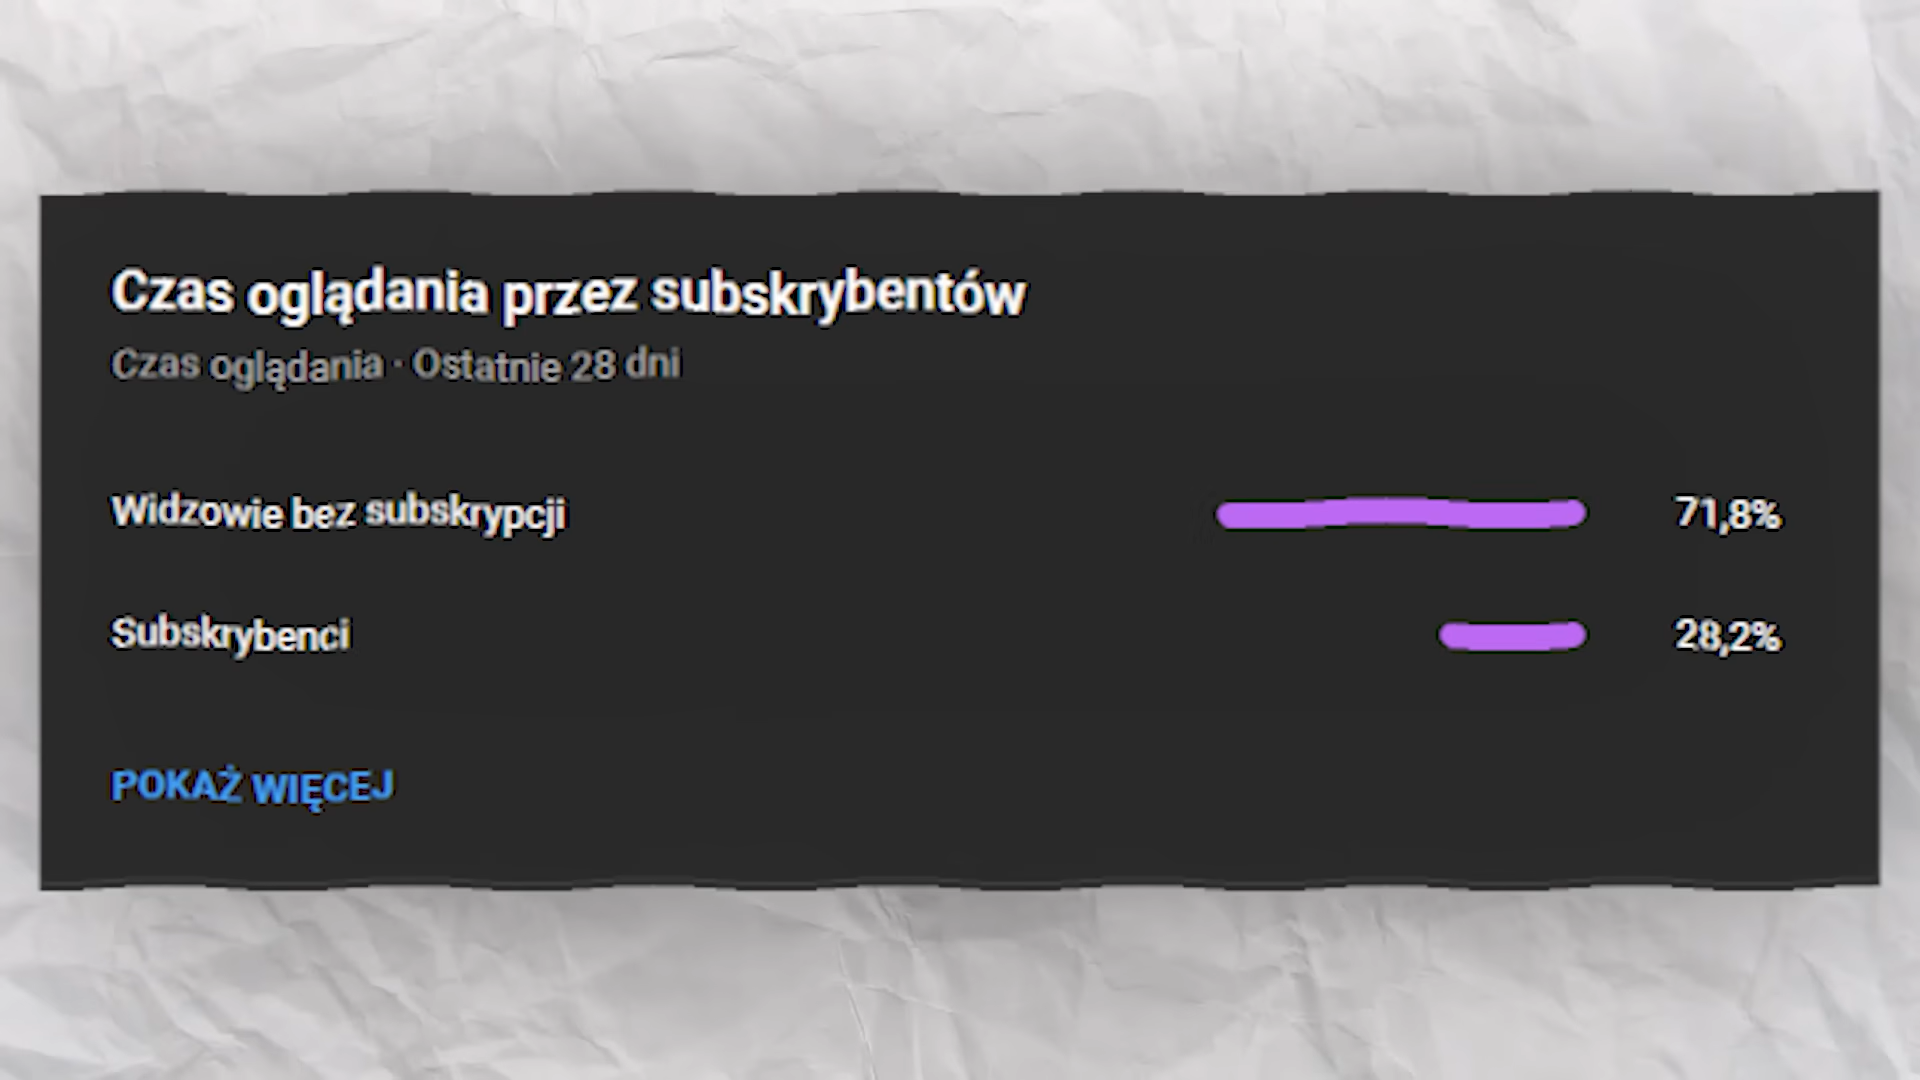 Czas oglądania przez subskrybentów
Czas oglądania · Ostatnie 28 dni
Widzowie bez subskrypcji 71,8%
Subskrybenci 28,2%
POKAŻ WIĘCEJ